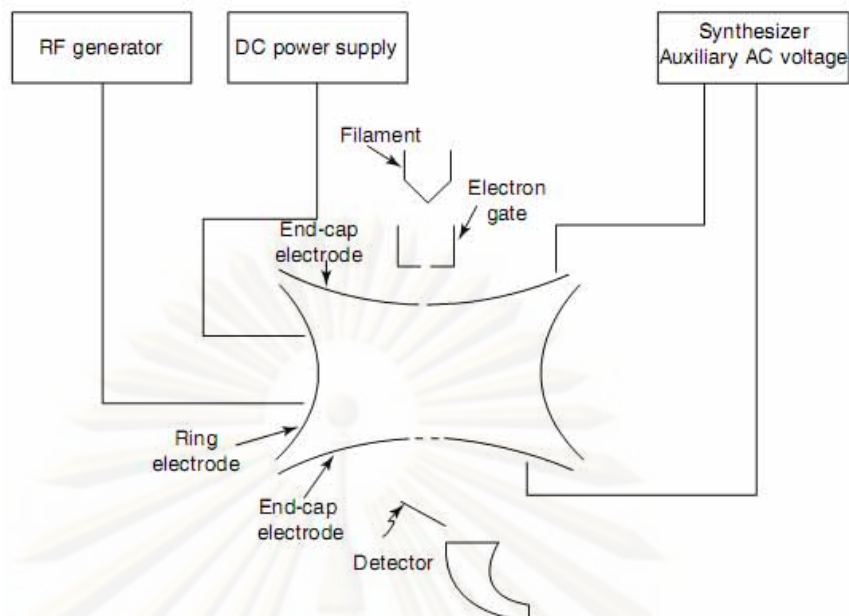 RF generator
DC power supply
Synthesizer
Auxiliary AC voltage
Filament
Electron
gate
End-cap
electrode
Ring
electrode
End-cap
electrode
Detector